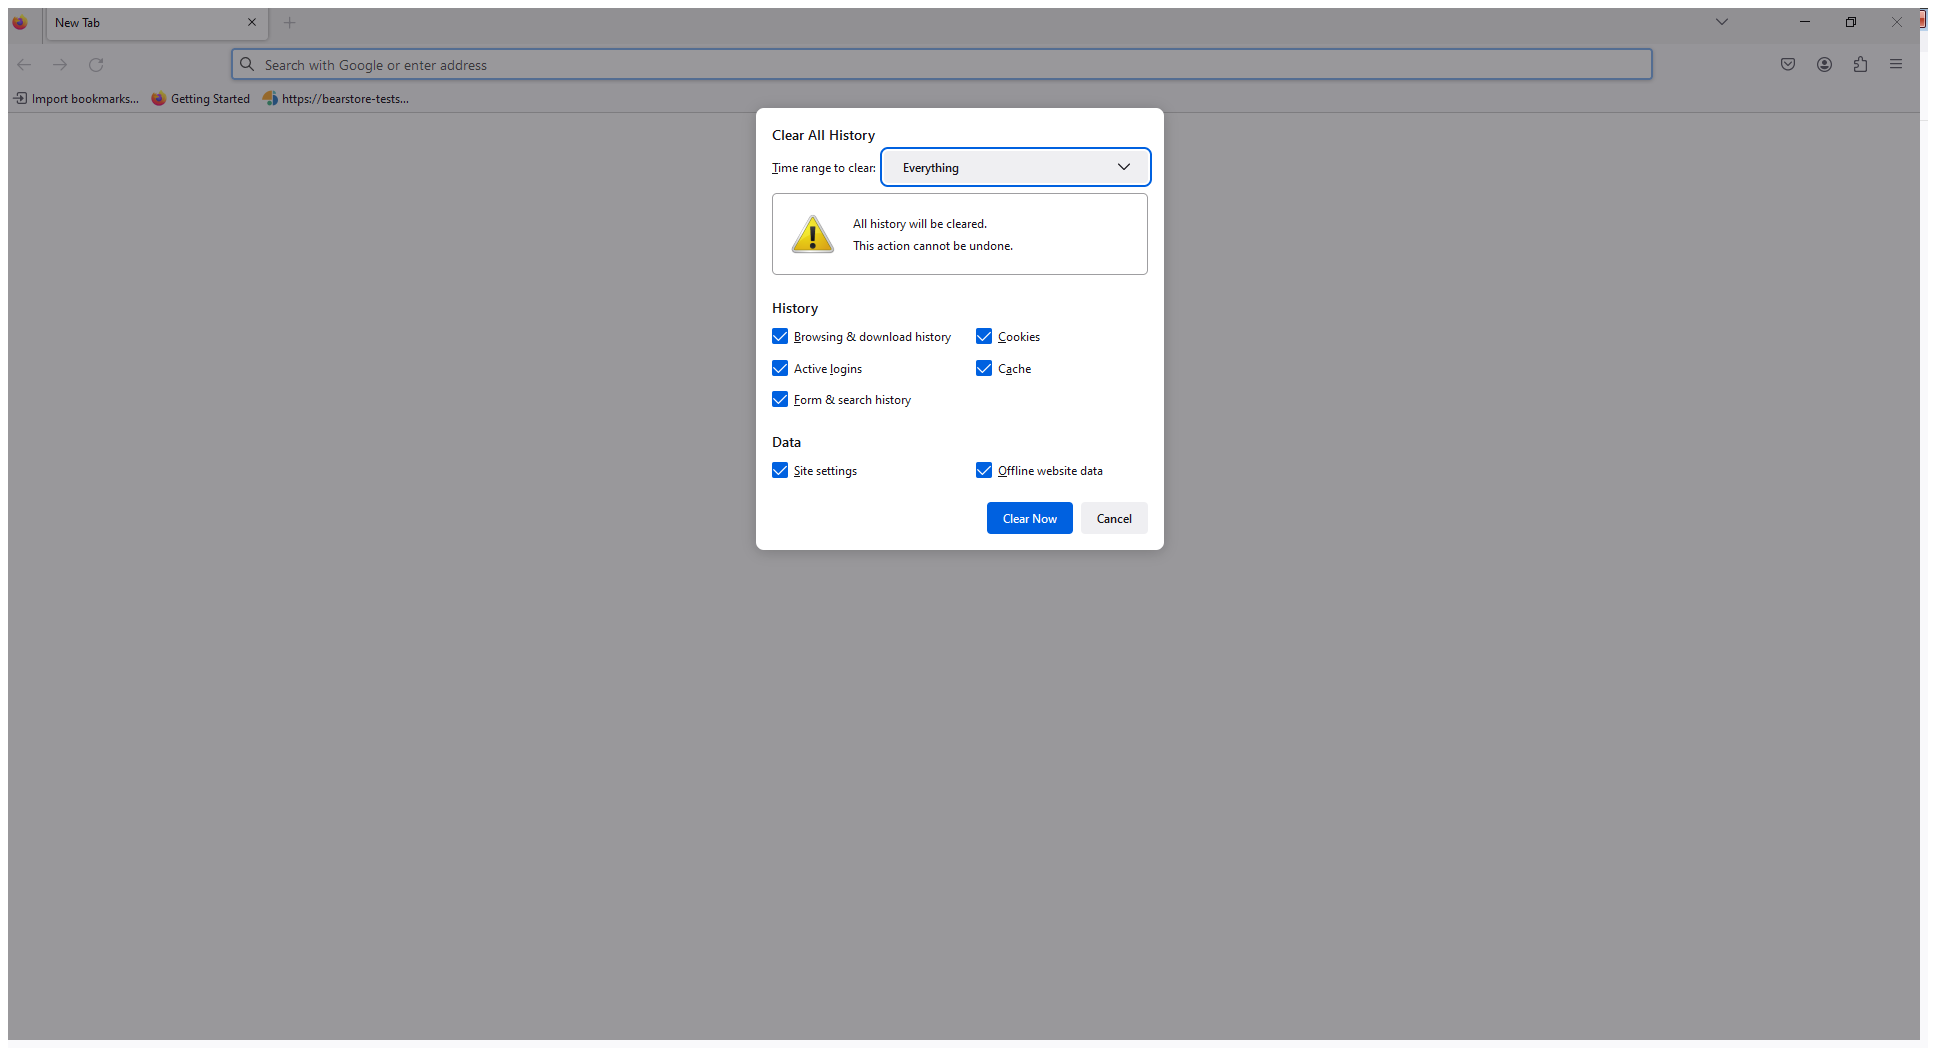 New Tab
Search with Google or enter address
Import bookmarks...
Getting Started
https://bearstore-tests...
Clear All History
Time range to clear:
Everything
All history will be cleared.
This action cannot be undone.
History
Browsing & download history
Cookies
Active logins
Cache
Form & search history
Data
Site settings
Offline website data
Clear Now
Cancel